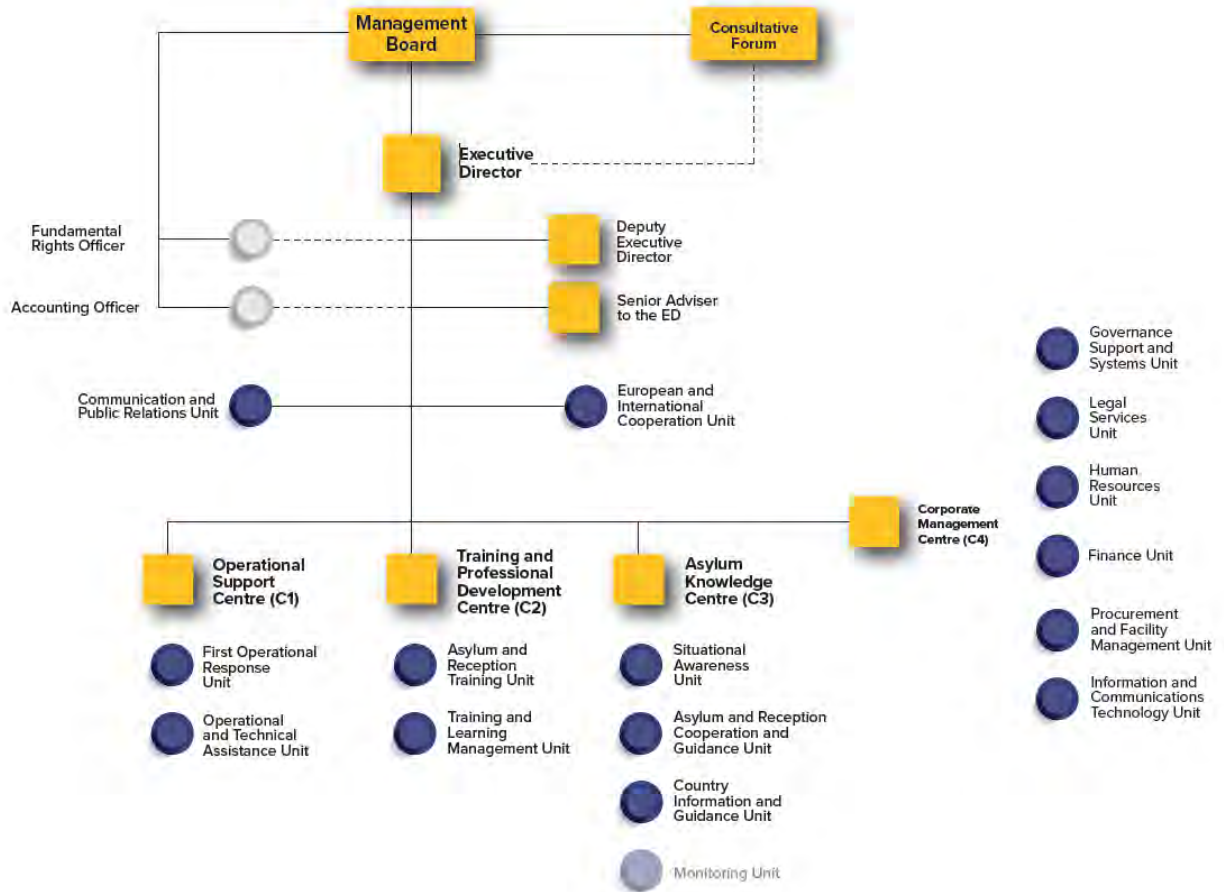 Management
Board
Consultative
Forum
Executive
Director
Fundamental
Rights Officer
Deputy
Executive
Director
Accounting Officer
Senior Adviser
to the ED
Communication and
Public Relations Unit
European and
International
Cooperation Unit
Governance
Support and
Systems Unit
Legal
Services
Unit
Human
Resources
Unit
Finance Unit
Procurement
and Facility
Management Unit
Information and
Communications
Technology Unit
Corporate
Management
Centre (C4)
Operational
Support
Centre (C1)
First Operational
Response
Unit
Operational
and Technical
Assistance Unit
Training and
Professional
Development
Centre (C2)
Asylum and
Reception
Training Unit
Training and
Learning
Management Unit
Asylum
Knowledge
Centre (C3)
Situational
Awareness
Unit
Asylum and Reception
Cooperation and
Guidance Unit
Country
Information and
Guidance Unit
Monitoring Unit